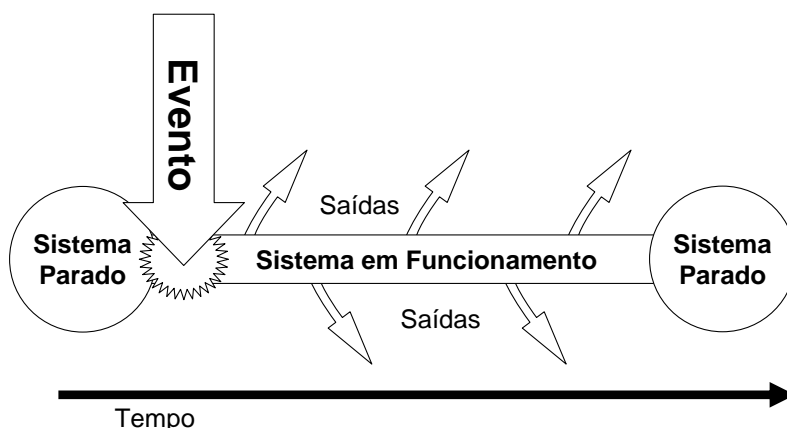 Evento
Saídas
Sistema
Parado
Sistema em Funcionamento
Sistema
Parado
Saídas
Tempo